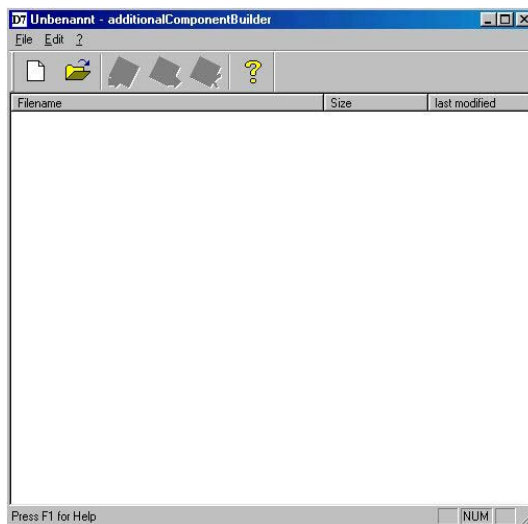 D7 Unbenannt - additionalComponentBuilder
File Edit ?
Filename Size last modified
Press F1 for Help NUM